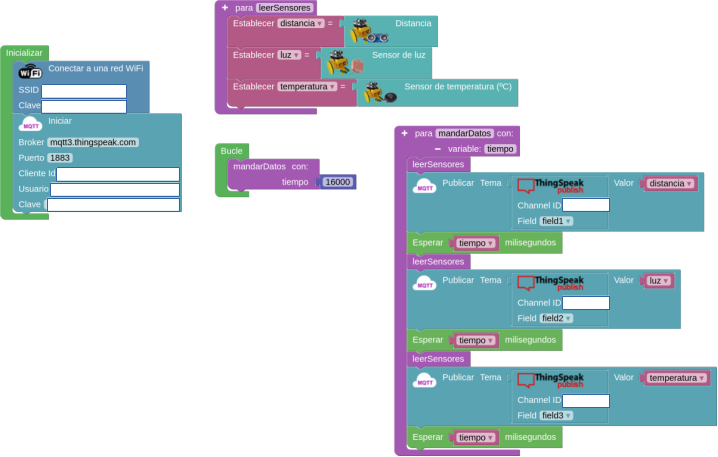 Inicializar
WiFi Conectar a una red WiFi
SSID
Clave
MQTT Iniciar
Broker mqtt3.thingspeak.com
Puerto 1883
Cliente Id
Usuario
Clave
+ para leerSensores
Establecer distancia ▾ = Distancia
Establecer luz ▾ = Sensor de luz
Establecer temperatura ▾ = Sensor de temperatura (ºC)
Bucle
mandarDatos con:
tiempo 16000
+ para mandarDatos con:
− variable: tiempo
leerSensores
MQTT Publicar Tema ThingSpeak publish Valor distancia ▾
Channel ID
Field field1 ▾
Esperar tiempo ▾ milisegundos
leerSensores
MQTT Publicar Tema ThingSpeak publish Valor luz ▾
Channel ID
Field field2 ▾
Esperar tiempo ▾ milisegundos
leerSensores
MQTT Publicar Tema ThingSpeak publish Valor temperatura ▾
Channel ID
Field field3 ▾
Esperar tiempo ▾ milisegundos